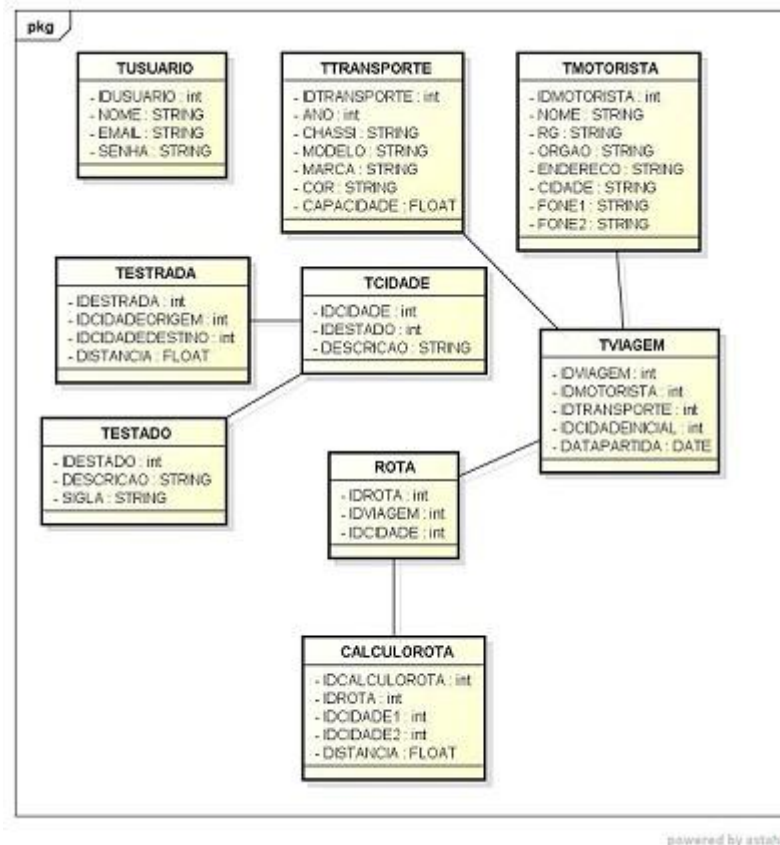 pkg
TUSUARIO
- IDUSUARIO : int
- NOME : STRING
- EMAIL : STRING
- SENHA : STRING
TTRANSPORTE
- IDTRANSPORTE : int
- ANO : int
- CHASSI : STRING
- MODELO : STRING
- MARCA : STRING
- COR : STRING
- CAPACIDADE : FLOAT
TMOTORISTA
- IDMOTORISTA : int
- NOME : STRING
- RG : STRING
- ORGAO : STRING
- ENDERECO : STRING
- CIDADE : STRING
- FONE1 : STRING
- FONE2 : STRING
TESTRADA
- IDESTRADA : int
- IDCIDADEORIGEM : int
- IDCIDADEDESTINO : int
- DISTANCIA : FLOAT
TCIDADE
- IDCIDADE : int
- IDESTADO : int
- DESCRICAO : STRING
TVIAGEM
- IDVIAGEM : int
- IDMOTORISTA : int
- IDTRANSPORTE : int
- IDCIDADEINICIAL : int
- DATAPARTIDA : DATE
TESTADO
- IDESTADO : int
- DESCRICAO : STRING
- SIGLA : STRING
ROTA
- IDROTA : int
- IDVIAGEM : int
- IDCIDADE : int
CALCULOROTA
- IDCALCULOROTA : int
- IDROTA : int
- IDCIDADE1 : int
- IDCIDADE2 : int
- DISTANCIA : FLOAT
powered by astah